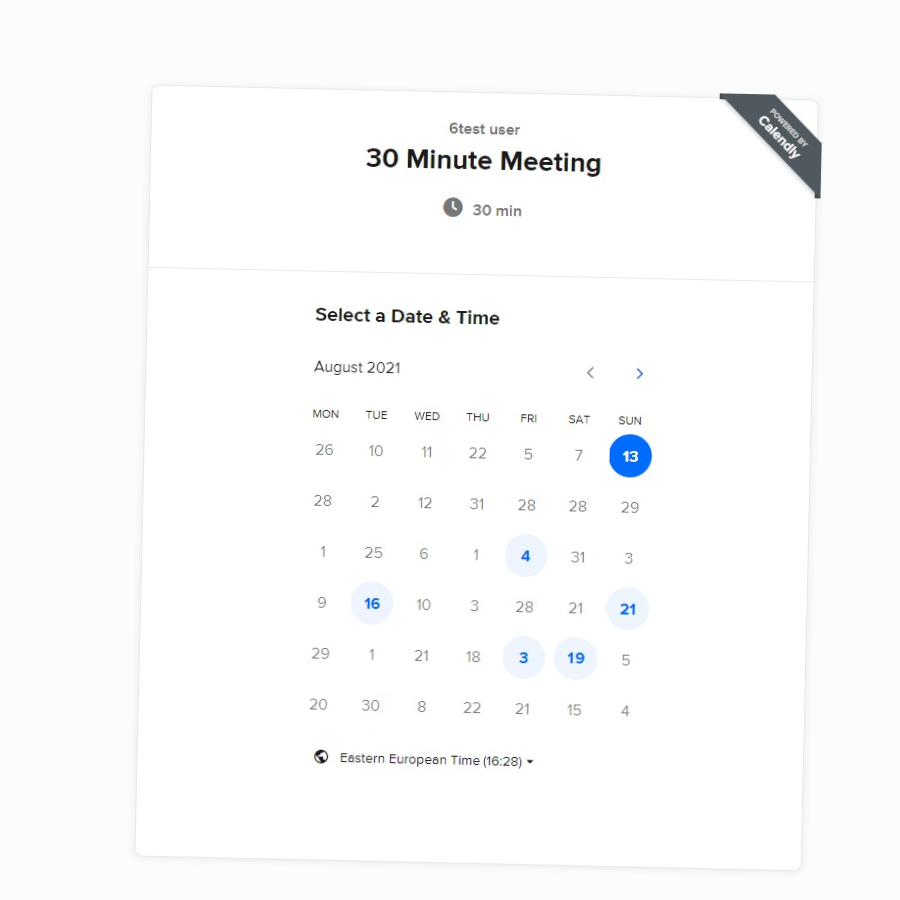 POWERED BY
Calendly
6test user
30 Minute Meeting
30 min
Select a Date & Time
August 2021
MON TUE WED THU FRI SAT SUN
26 10 11 22 5 7 13
28 2 12 31 28 28 29
1 25 6 1 4 31 3
9 16 10 3 28 21 21
29 1 21 18 3 19 5
20 30 8 22 21 15 4
Eastern European Time (16:28)